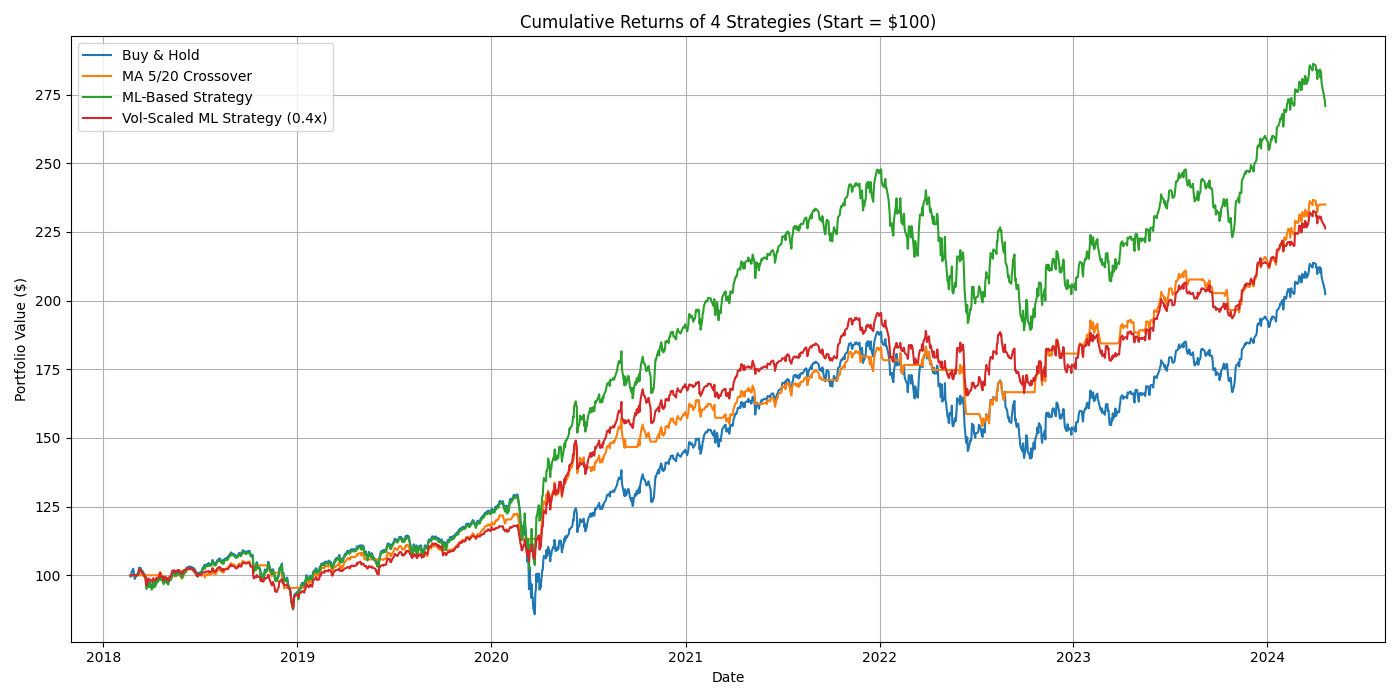 Cumulative Returns of 4 Strategies (Start = $100)
Buy & Hold
MA 5/20 Crossover
ML-Based Strategy
Vol-Scaled ML Strategy (0.4x)
Portfolio Value ($)
275
250
225
200
175
150
125
100
2018 2019 2020 2021 2022 2023 2024
Date